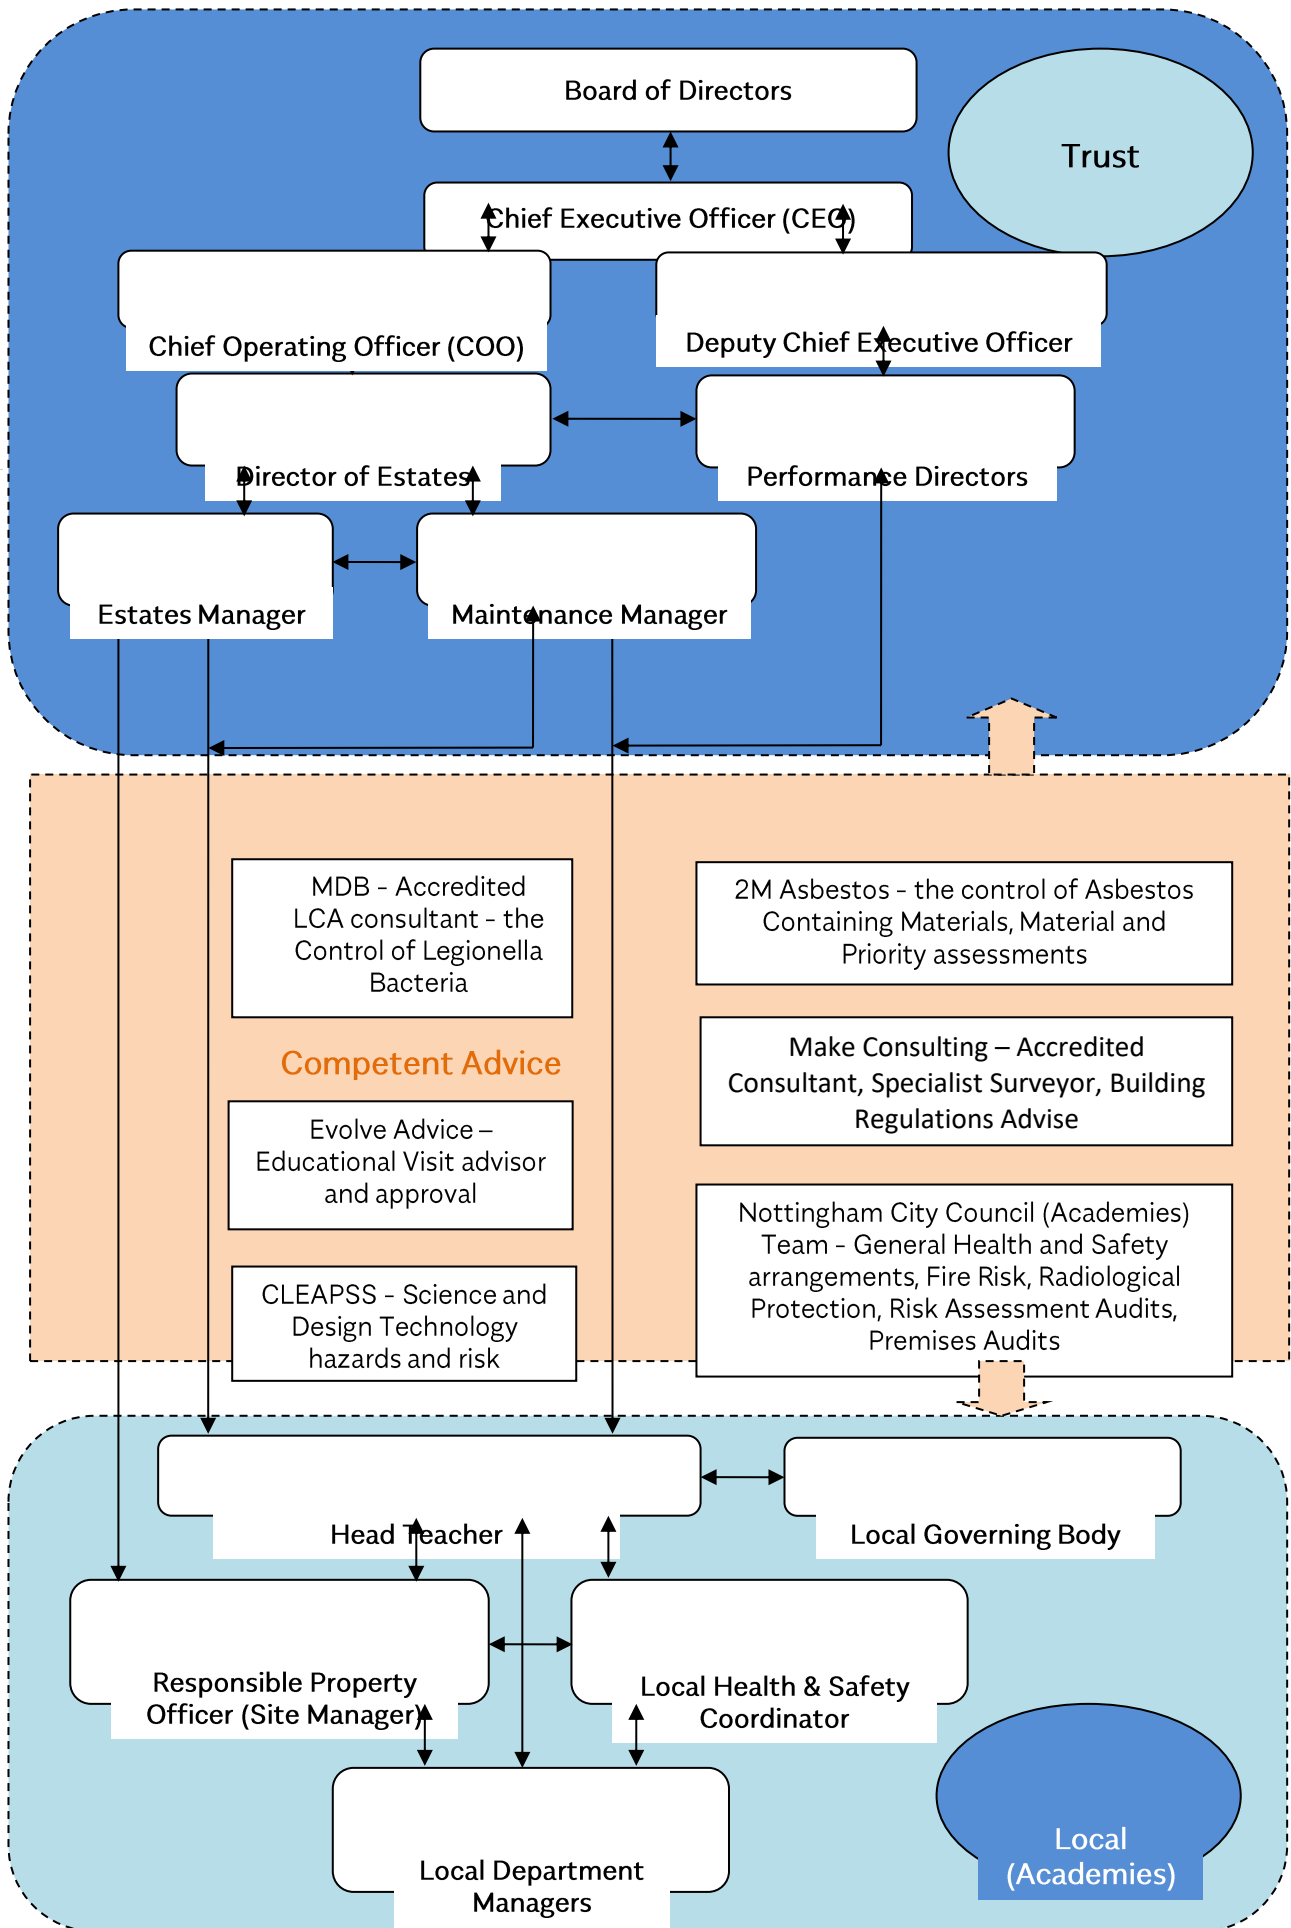 Board of Directors
Trust
Chief Executive Officer (CEO)
Chief Operating Officer (COO)
Deputy Chief Executive Officer
Director of Estates
Performance Directors
Estates Manager
Maintenance Manager
MDB - Accredited
LCA consultant - the
Control of Legionella
Bacteria
2M Asbestos - the control of Asbestos
Containing Materials, Material and
Priority assessments
Competent Advice
Make Consulting – Accredited
Consultant, Specialist Surveyor, Building
Regulations Advise
Evolve Advice –
Educational Visit advisor
and approval
Nottingham City Council (Academies)
Team - General Health and Safety
arrangements, Fire Risk, Radiological
Protection, Risk Assessment Audits,
Premises Audits
CLEAPSS - Science and
Design Technology
hazards and risk
Head Teacher
Local Governing Body
Responsible Property
Officer (Site Manager)
Local Health & Safety
Coordinator
Local Department
Managers
Local
(Academies)